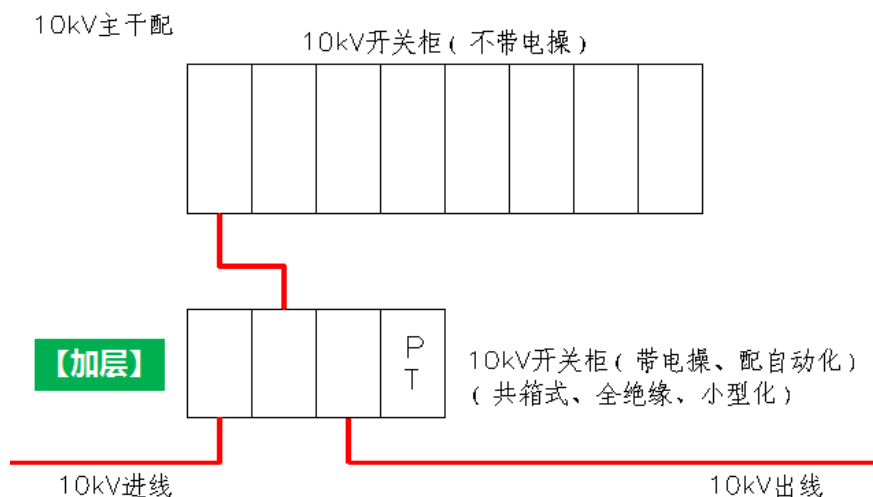 10kV主干配
10kV开关柜(不带电操)
【加层】
P
T
10kV开关柜(带电操、配自动化)
(共箱式、全绝缘、小型化)
10kV进线
10kV出线